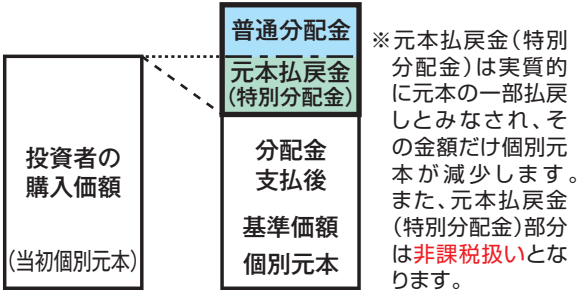 普通分配金
元本払戻金
(特別分配金)
投資者の
購入価額
(当初個別元本)
分配金
支払後
基準価額
個別元本
※元本払戻金(特別
分配金)は実質的
に元本の一部払戻
しとみなされ、そ
の金額だけ個別元
本が減少します。
また、元本払戻金
(特別分配金)部分
は非課税扱いとな
ります。